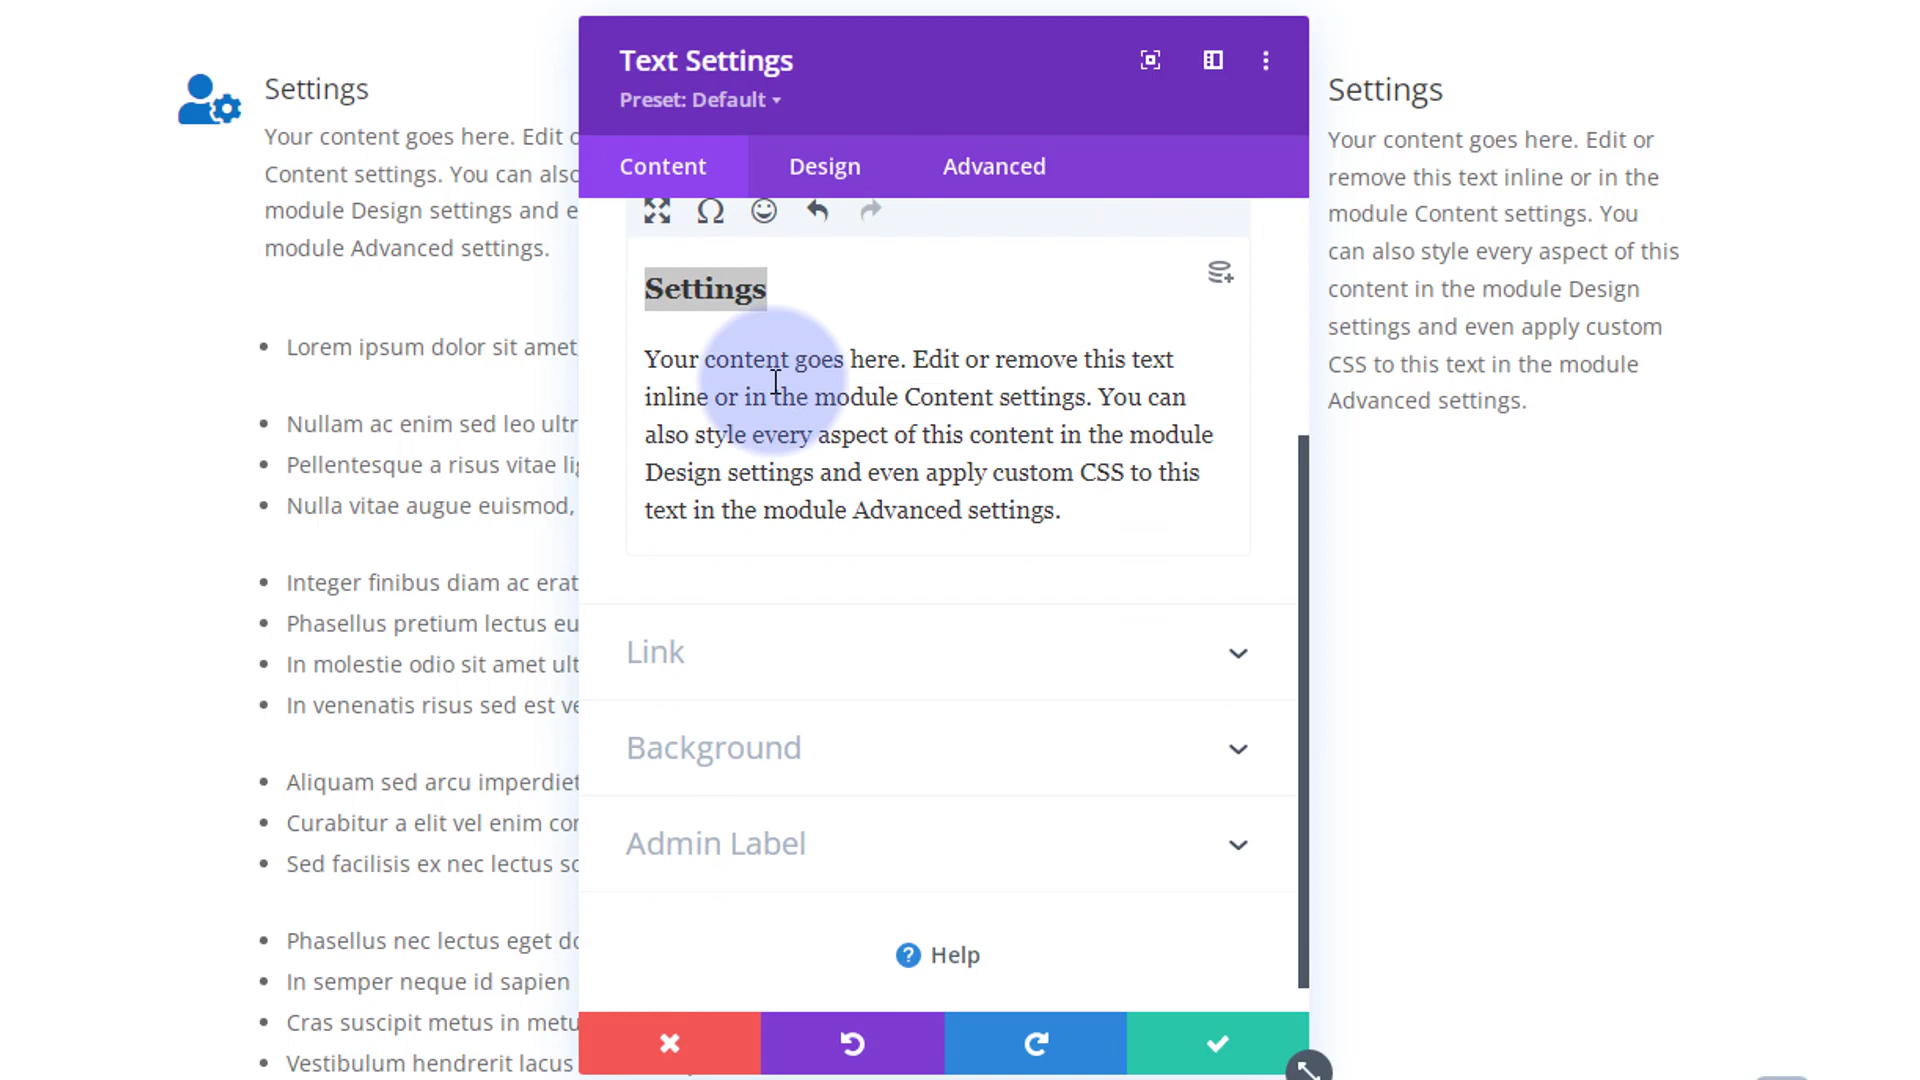 Settings
Your content goes here. Edit o
Content settings. You can also
module Design settings and e
module Advanced settings.
Lorem ipsum dolor sit amet,
Nullam ac enim sed leo ultr
Pellentesque a risus vitae li
Nulla vitae augue euismod,
Integer finibus diam ac erat
Phasellus pretium lectus eu
In molestie odio sit amet ult
In venenatis risus sed est ve
Aliquam sed arcu imperdiet
Curabitur a elit vel enim cor
Sed facilisis ex nec lectus sc
Phasellus nec lectus eget do
In semper neque id sapien
Cras suscipit metus in metu
Vestibulum hendrerit lacus
Text Settings
Preset: Default
Content Design Advanced
Settings
Your content goes here. Edit or remove this text
inline or in the module Content settings. You can
also style every aspect of this content in the module
Design settings and even apply custom CSS to this
text in the module Advanced settings.
Link
Background
Admin Label
Help
Settings
Your content goes here. Edit or
remove this text inline or in the
module Content settings. You
can also style every aspect of this
content in the module Design
settings and even apply custom
CSS to this text in the module
Advanced settings.